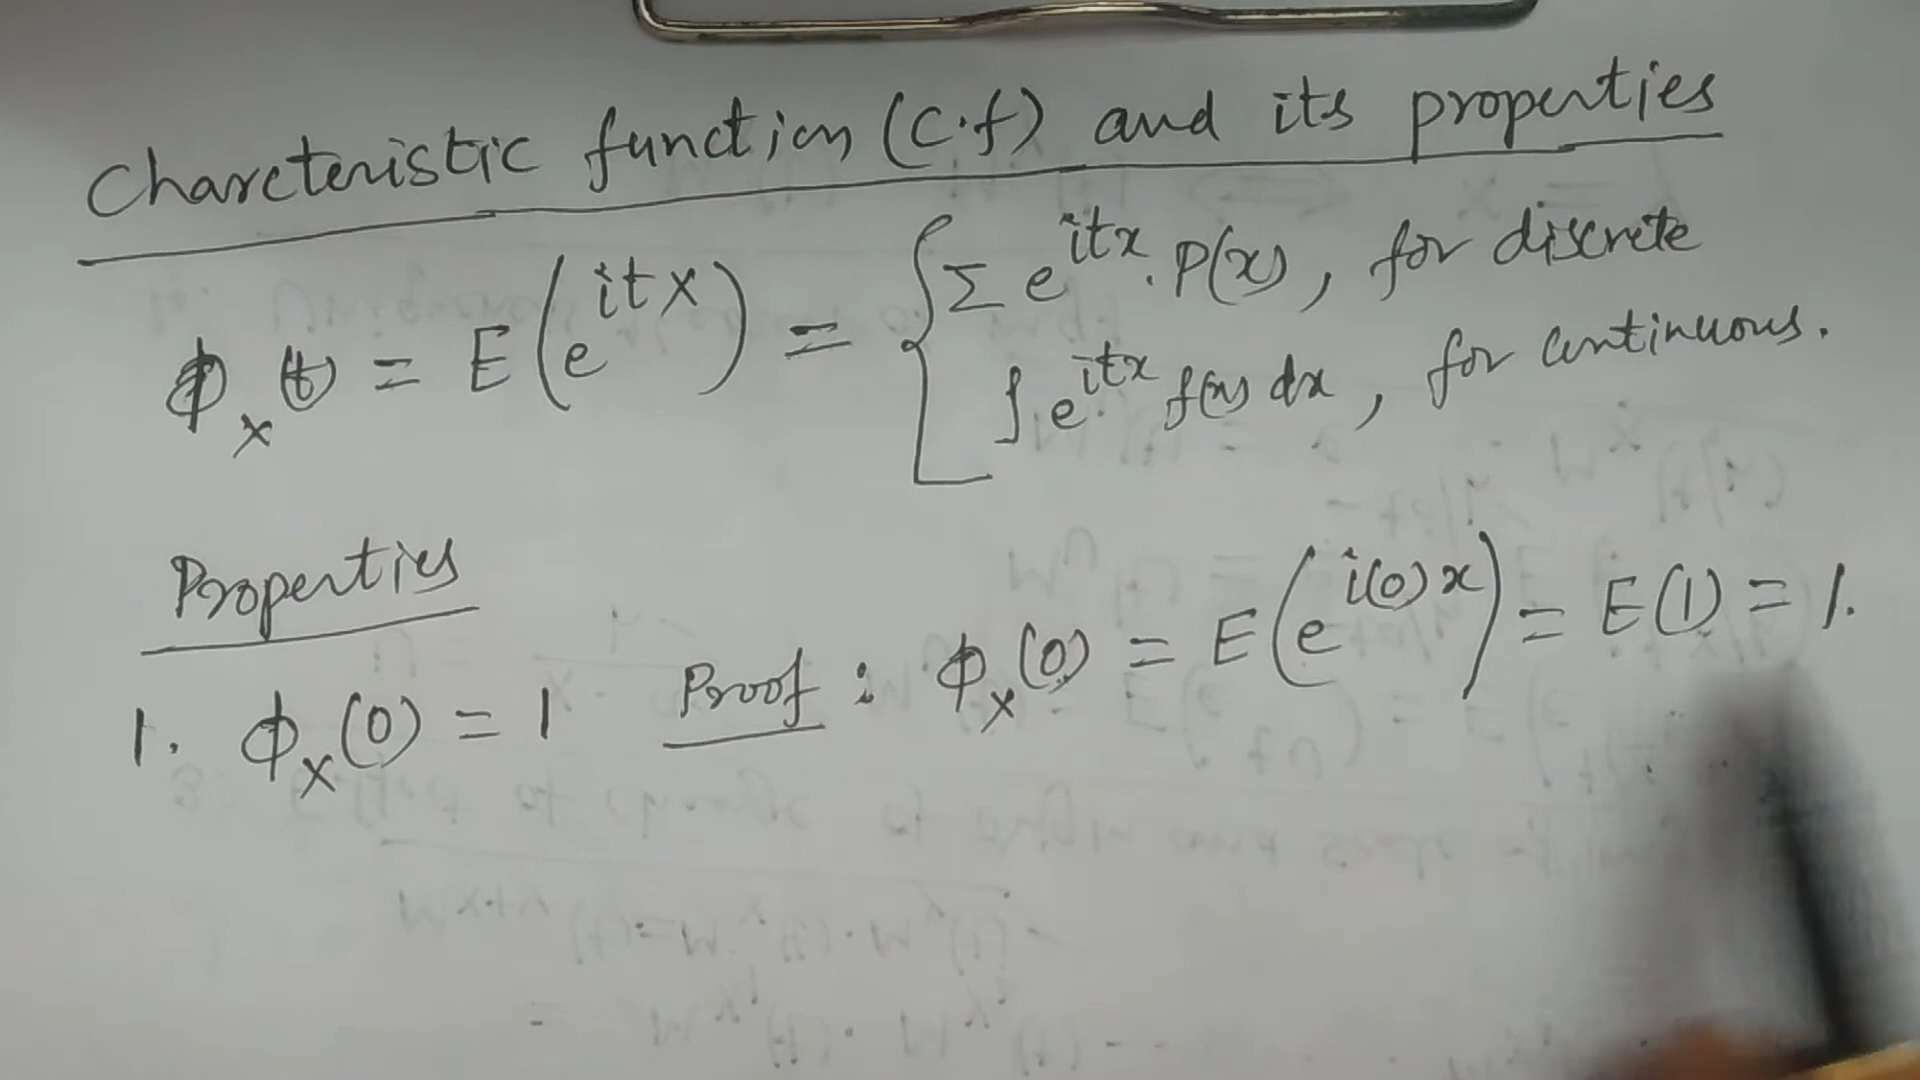 Charcteristic function (c.f) and its properties
ϕ_X(t) = E(e^{itX}) = { Σ e^{itx}. P(x), for discrete
∫ e^{itx} f(x) dx, for continuous.
Properties
1. ϕ_X(0) = 1 Proof : ϕ_X(0) = E(e^{i(0)x}) = E(1) = 1.